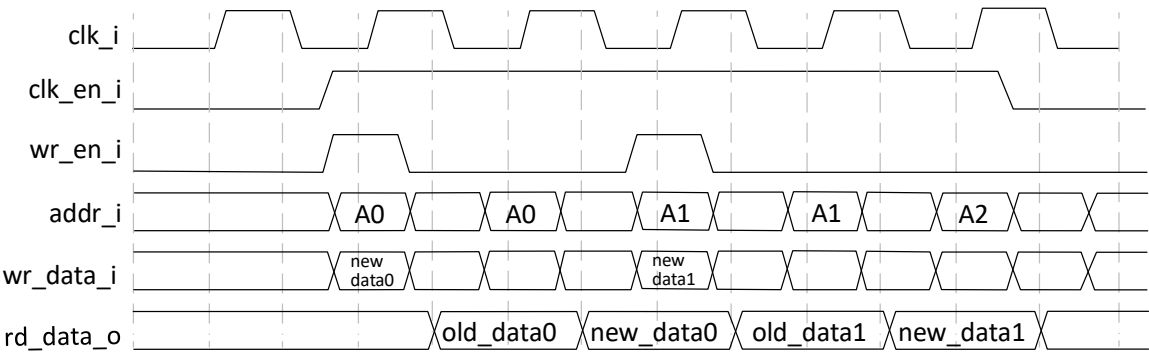 clk_i
clk_en_i
wr_en_i
addr_i A0 A0 A1 A1 A2
wr_data_i new data0 new data1
rd_data_o old_data0 new_data0 old_data1 new_data1